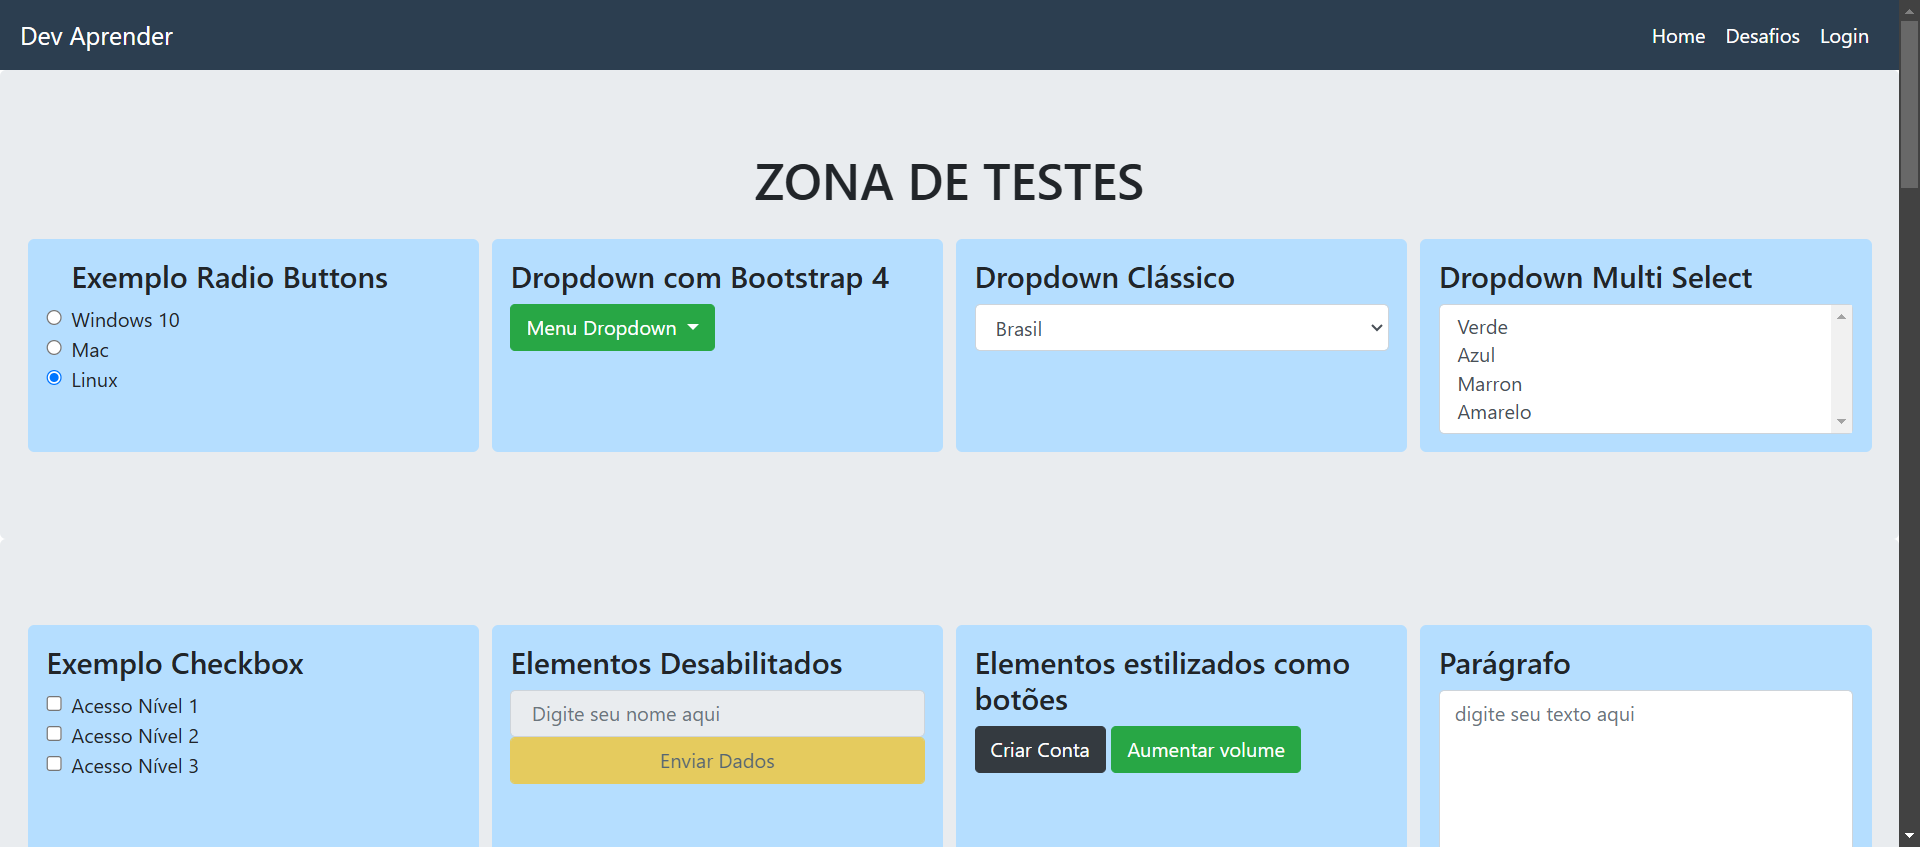 Dev Aprender
Home
Desafios
Login
ZONA DE TESTES
Exemplo Radio Buttons
Windows 10
Mac
Linux
Dropdown com Bootstrap 4
Menu Dropdown
Dropdown Clássico
Brasil
Dropdown Multi Select
Verde
Azul
Marron
Amarelo
Exemplo Checkbox
Acesso Nível 1
Acesso Nível 2
Acesso Nível 3
Elementos Desabilitados
Digite seu nome aqui
Enviar Dados
Elementos estilizados como
botões
Criar Conta
Aumentar volume
Parágrafo
digite seu texto aqui